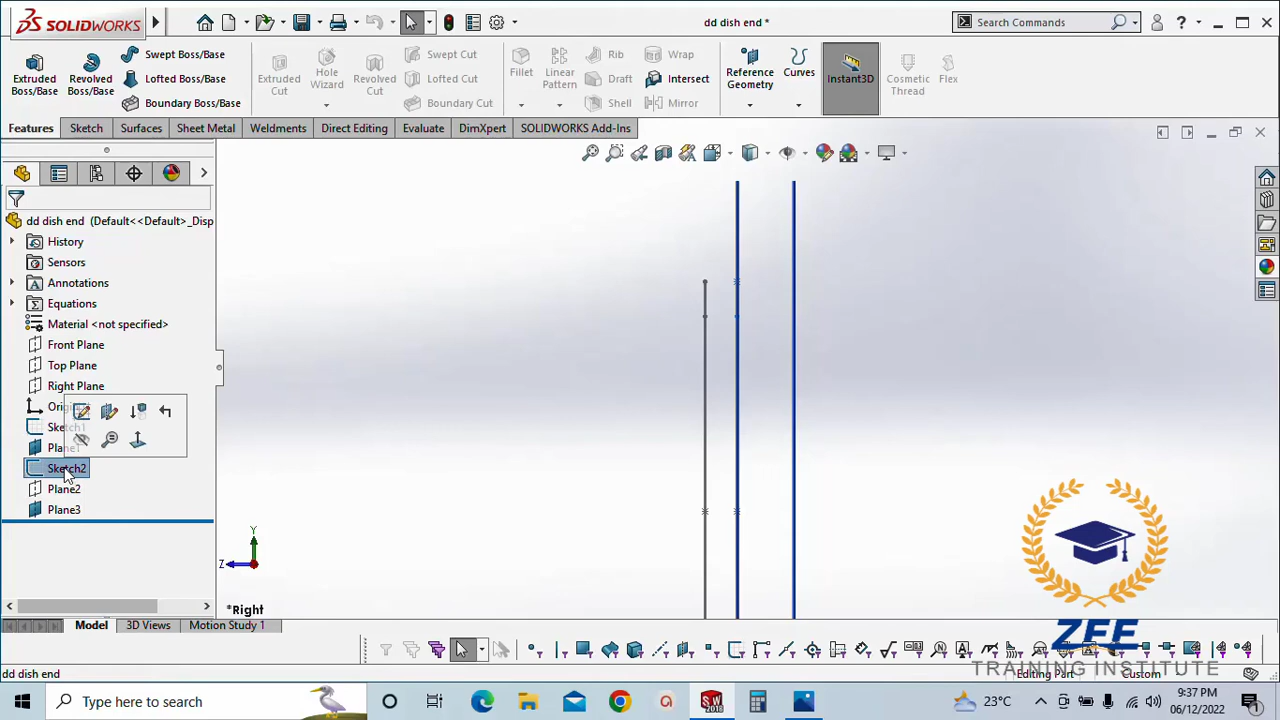 SOLIDWORKS
dd dish end *
Search Commands
Extruded Boss/Base
Revolved Boss/Base
Swept Boss/Base
Lofted Boss/Base
Boundary Boss/Base
Extruded Cut
Hole Wizard
Revolved Cut
Swept Cut
Lofted Cut
Boundary Cut
Fillet
Linear Pattern
Rib
Draft
Shell
Wrap
Intersect
Mirror
Reference Geometry
Curves
Instant3D
Cosmetic Thread
Flex
Features Sketch Surfaces Sheet Metal Weldments Direct Editing Evaluate DimXpert SOLIDWORKS Add-Ins
dd dish end (Default<<Default>_Disp
History
Sensors
Annotations
Equations
Material <not specified>
Front Plane
Top Plane
Right Plane
Sketch2
Plane2
Plane3
Y
Z
*Right
Model 3D Views Motion Study 1
ZEE
TRAINING INSTITUTE
dd dish end
Editing Part
Custom
Type here to search
SW
2018
23°C
9:37 PM
06/12/2022